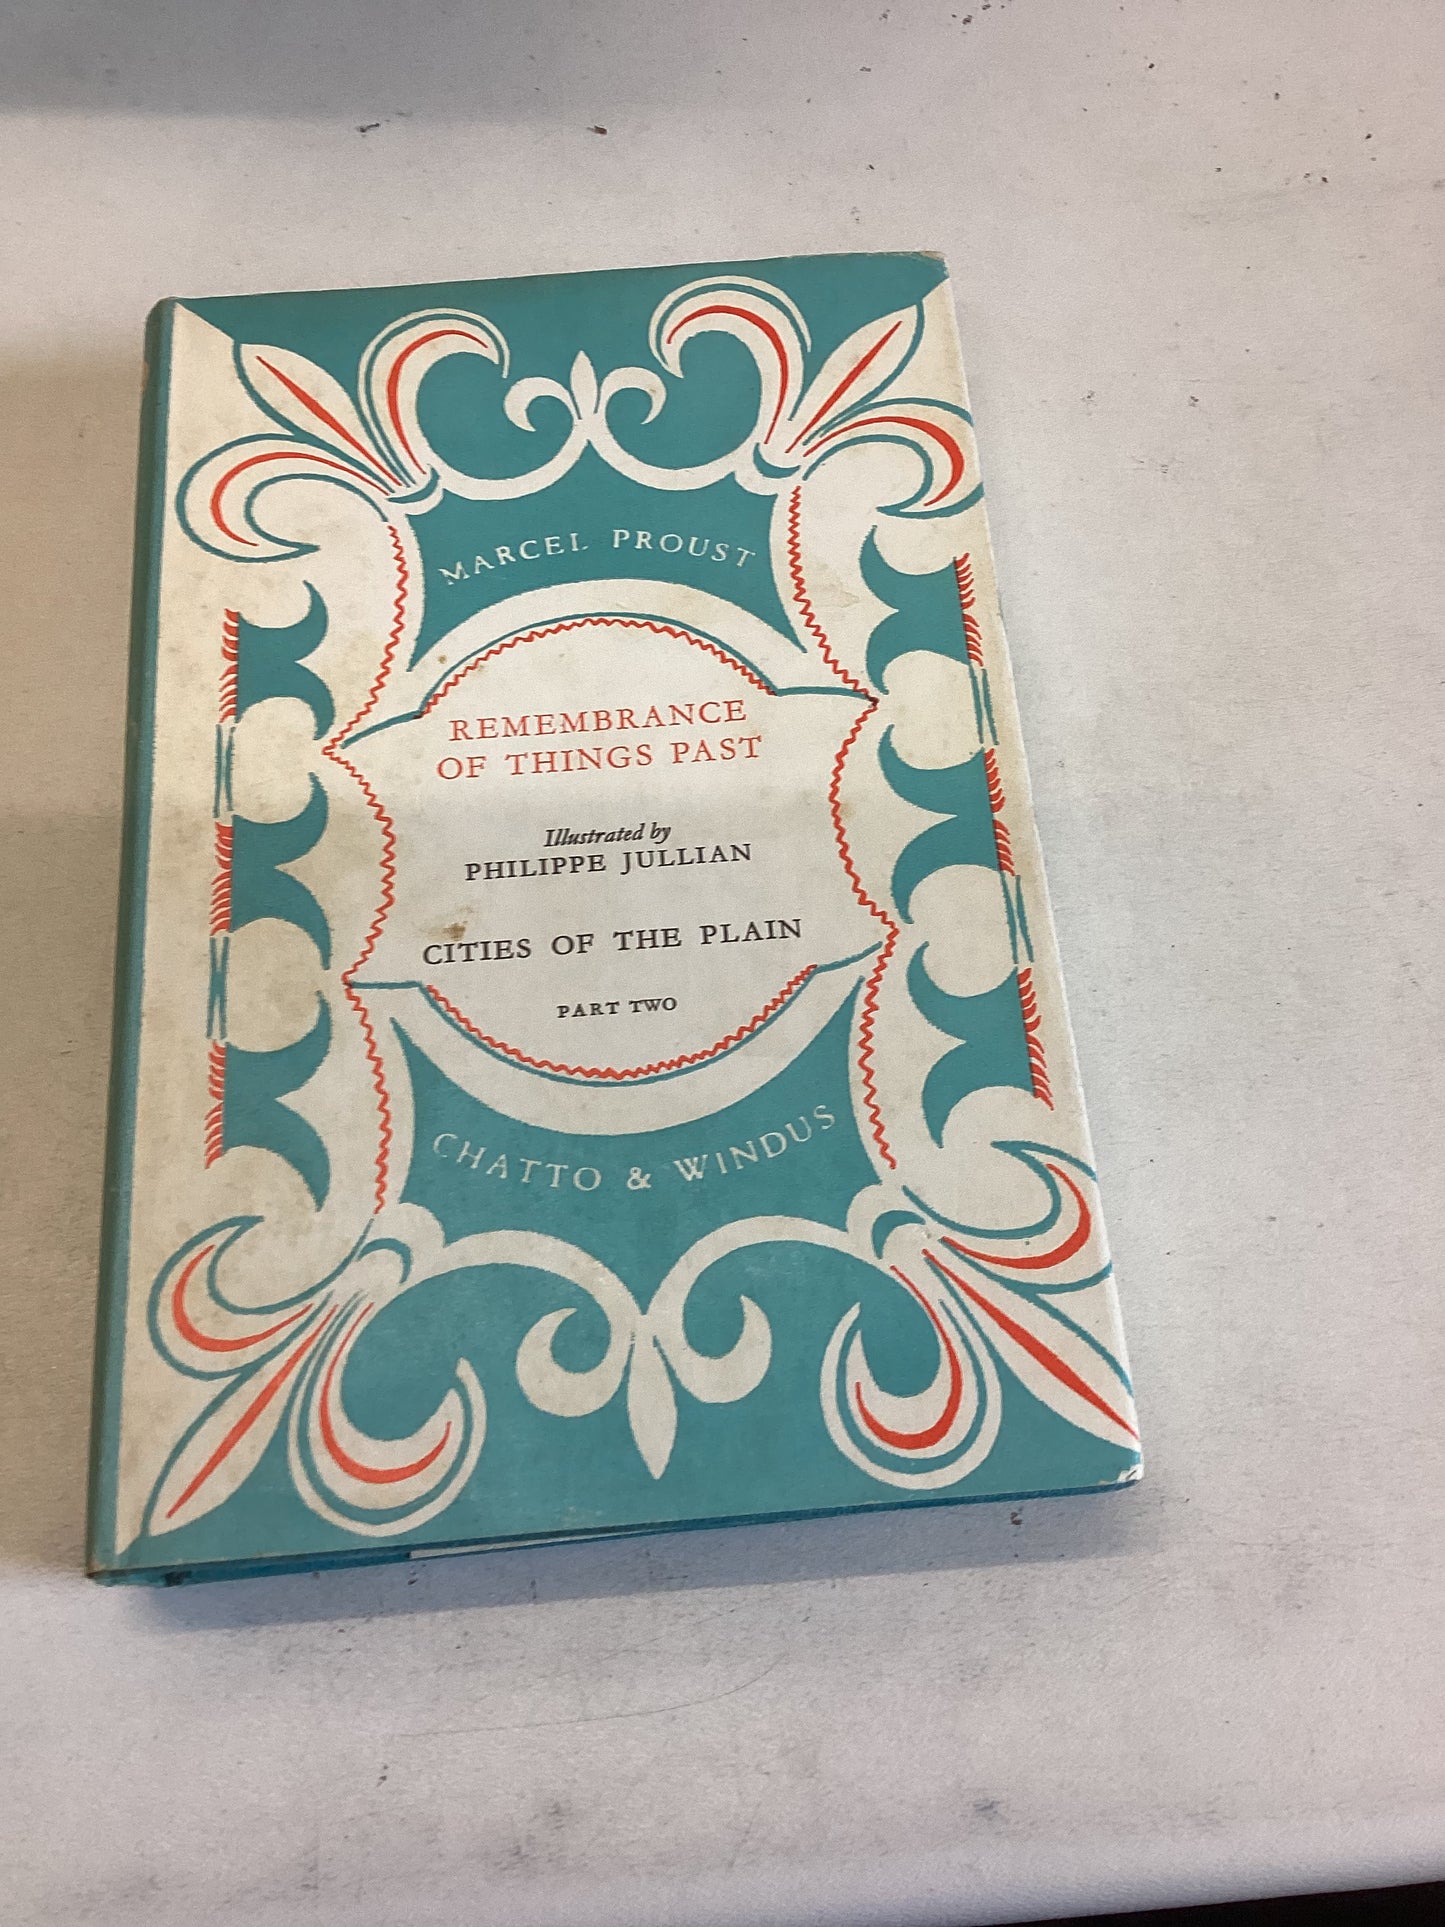 MARCEL PROUST
REMEMBRANCE
OF THINGS PAST
Illustrated by
PHILIPPE JULLIAN
CITIES OF THE PLAIN
PART TWO
CHATTO & WINDUS